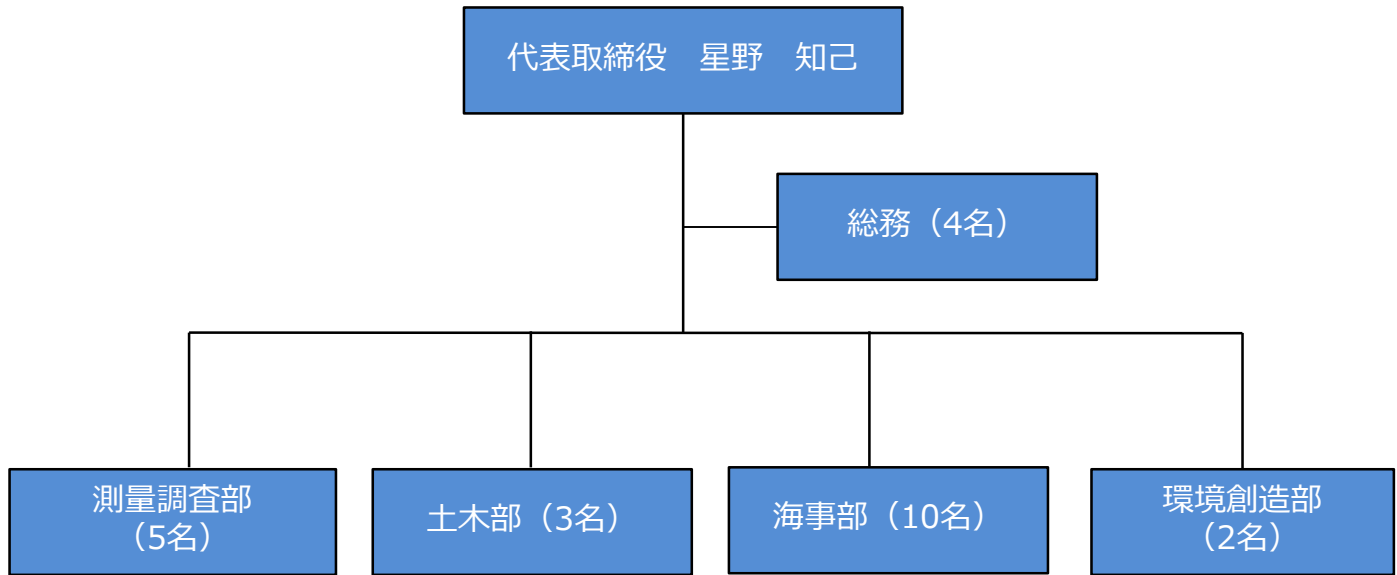 代表取締役　星野　知己
総務（4名）
測量調査部
（5名）
土木部（3名）
海事部（10名）
環境創造部
（2名）